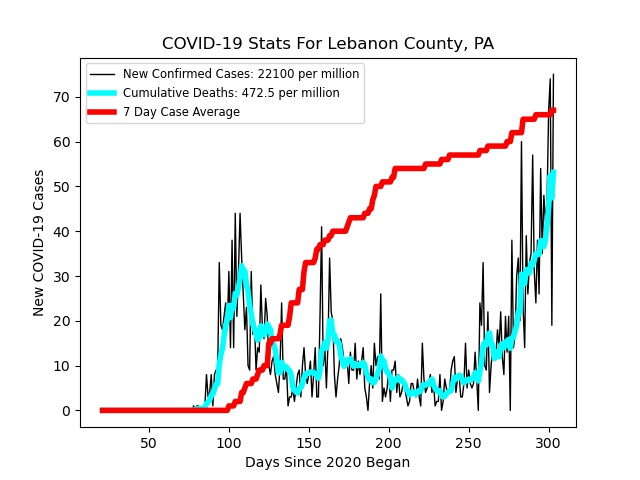 COVID-19 Stats For Lebanon County, PA
New Confirmed Cases: 22100 per million
Cumulative Deaths: 472.5 per million
7 Day Case Average
70
60
50
40
30
20
10
0
New COVID-19 Cases
50
100
150
200
250
300
Days Since 2020 Began